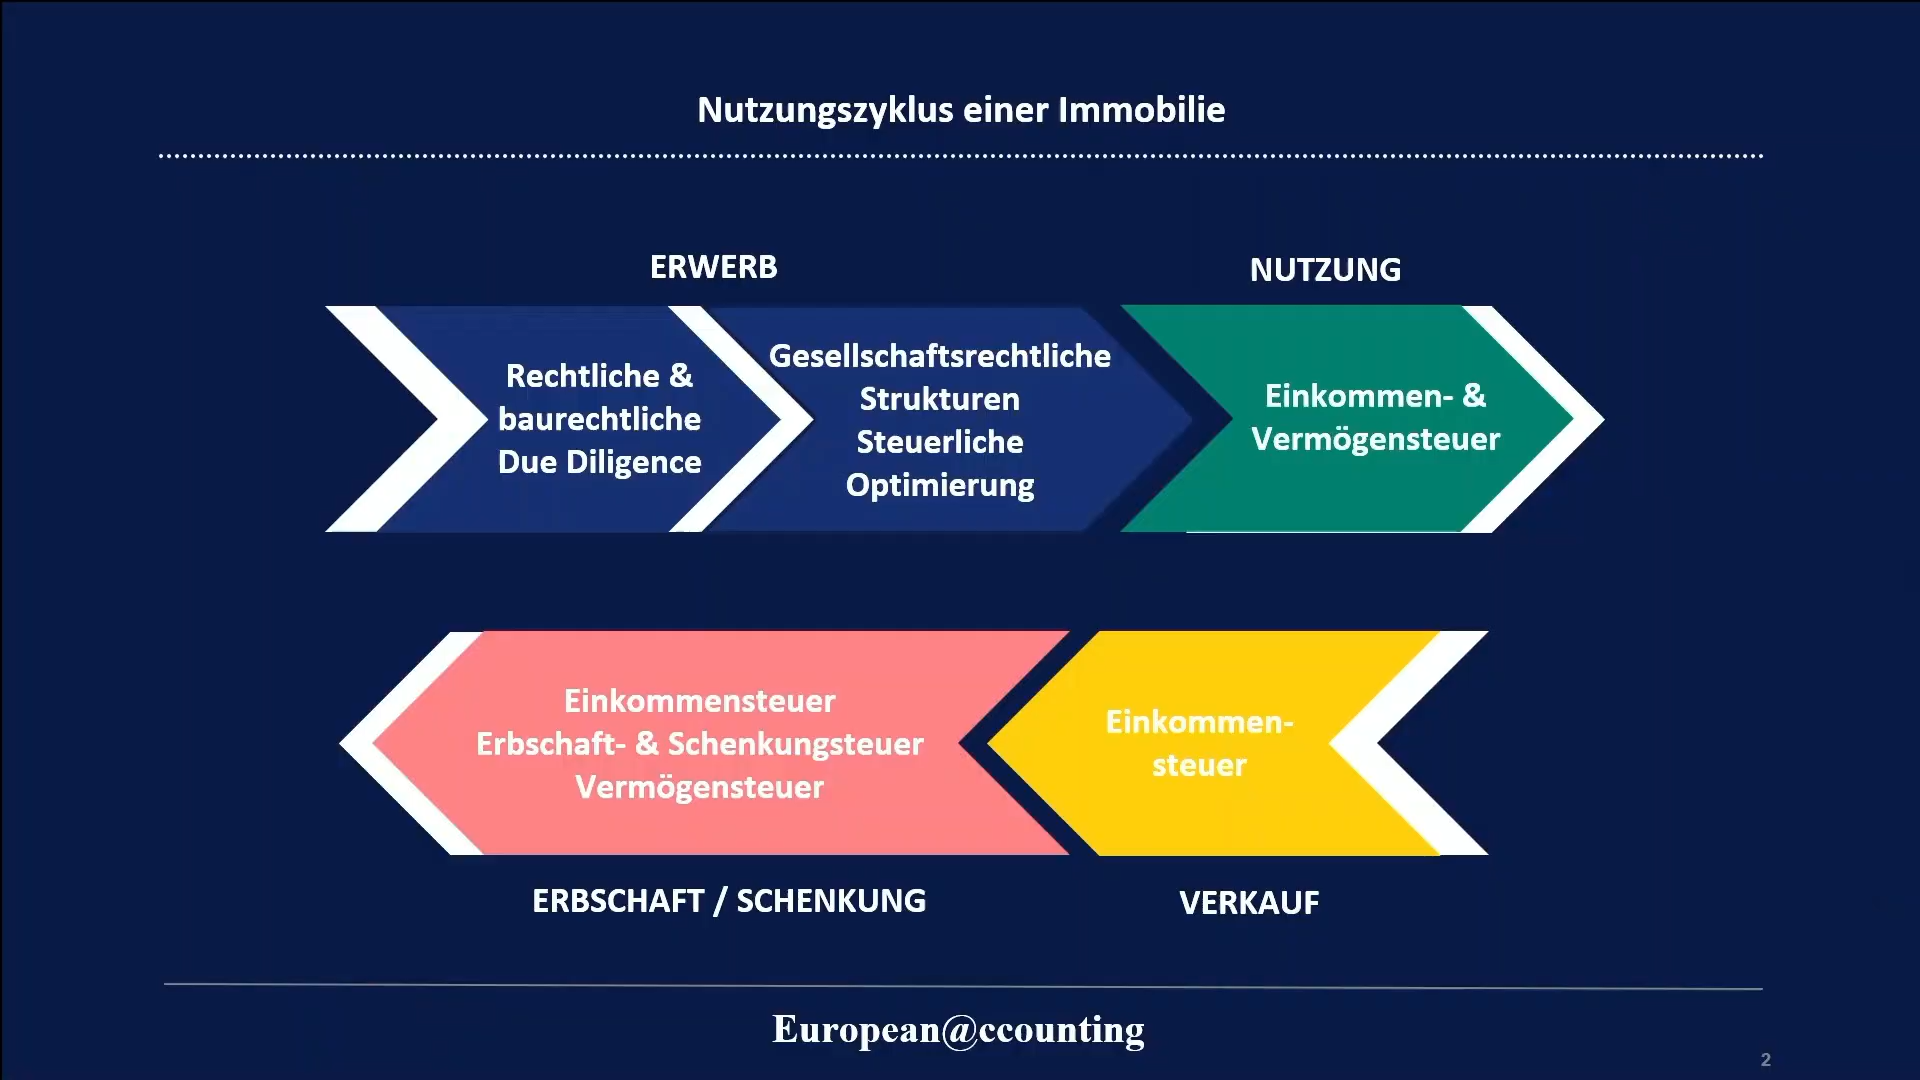 Nutzungszyklus einer Immobilie
ERWERB
NUTZUNG
Rechtliche &
baurechtliche
Due Diligence
Gesellschaftsrechtliche
Strukturen
Steuerliche
Optimierung
Einkommen- &
Vermögensteuer
Einkommensteuer
Erbschaft- & Schenkungsteuer
Vermögensteuer
Einkommen-
steuer
ERBSCHAFT / SCHENKUNG
VERKAUF
European@ccounting
2